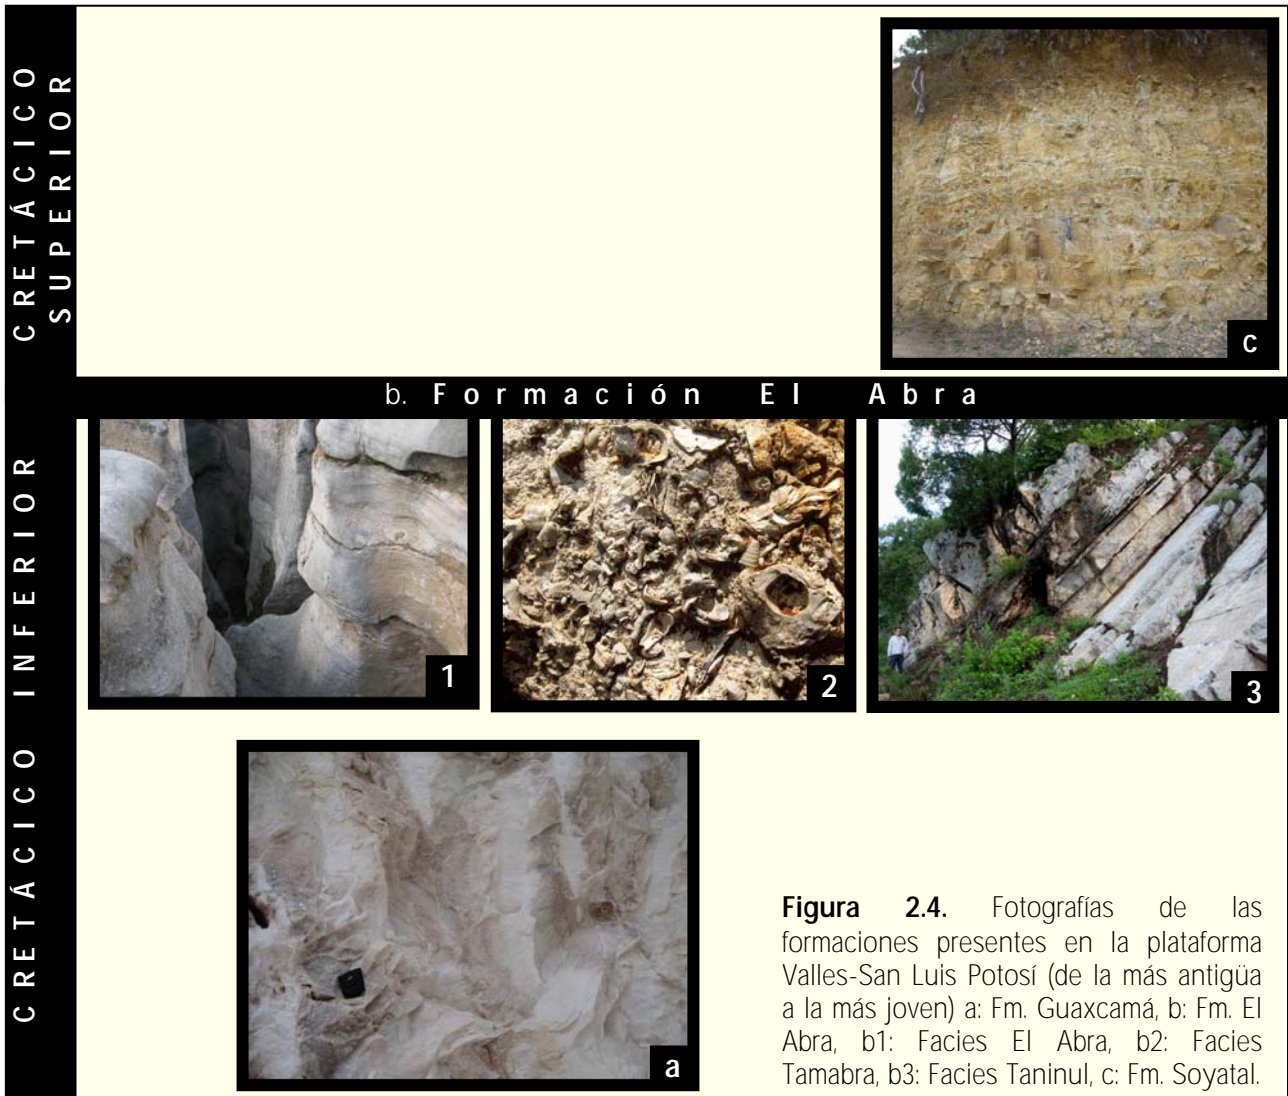 CRETÁCICO
SUPERIOR
c
b. Formación El Abra
CRETÁCICO INFERIOR
1
2
3
a
Figura 2.4. Fotografías de las
formaciones presentes en la plataforma
Valles-San Luis Potosí (de la más antigüa
a la más joven) a: Fm. Guaxcamá, b: Fm. El
Abra, b1: Facies El Abra, b2: Facies
Tamabra, b3: Facies Taninul, c: Fm. Soyatal.